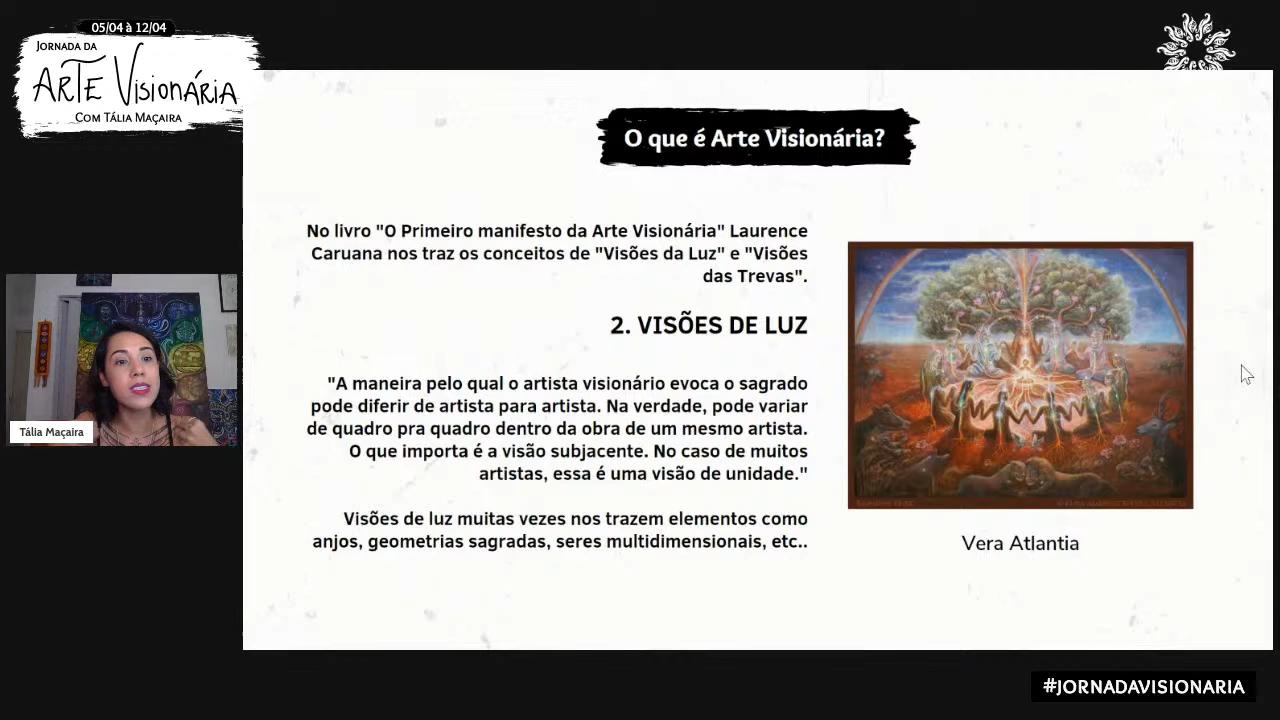 05/04 à 12/04
JORNADA DA
ARTE VISIONÁRIA
COM TÁLIA MAÇAIRA
O que é Arte Visionária?
No livro "O Primeiro manifesto da Arte Visionária" Laurence
Caruana nos traz os conceitos de "Visões da Luz" e "Visões
das Trevas".
2. VISÕES DE LUZ
"A maneira pelo qual o artista visionário evoca o sagrado
pode diferir de artista para artista. Na verdade, pode variar
de quadro pra quadro dentro da obra de um mesmo artista.
O que importa é a visão subjacente. No caso de muitos
artistas, essa é uma visão de unidade."
Visões de luz muitas vezes nos trazem elementos como
anjos, geometrias sagradas, seres multidimensionais, etc..
Vera Atlantia
Tália Maçaira
#JORNADAVISIONARIA